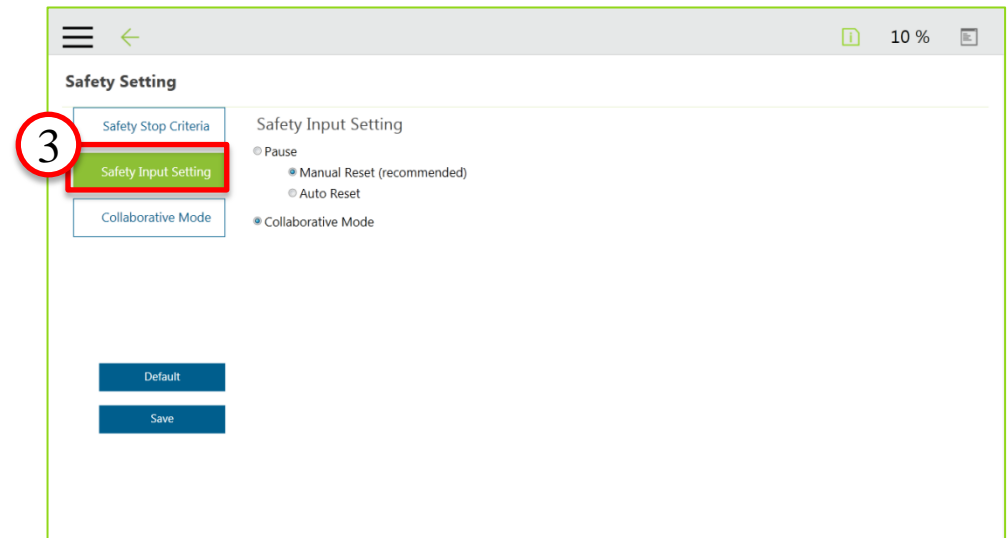 10 %
Safety Setting
Safety Stop Criteria
3
Safety Input Setting
Collaborative Mode
Default
Save
Safety Input Setting
Pause
Manual Reset (recommended)
Auto Reset
Collaborative Mode